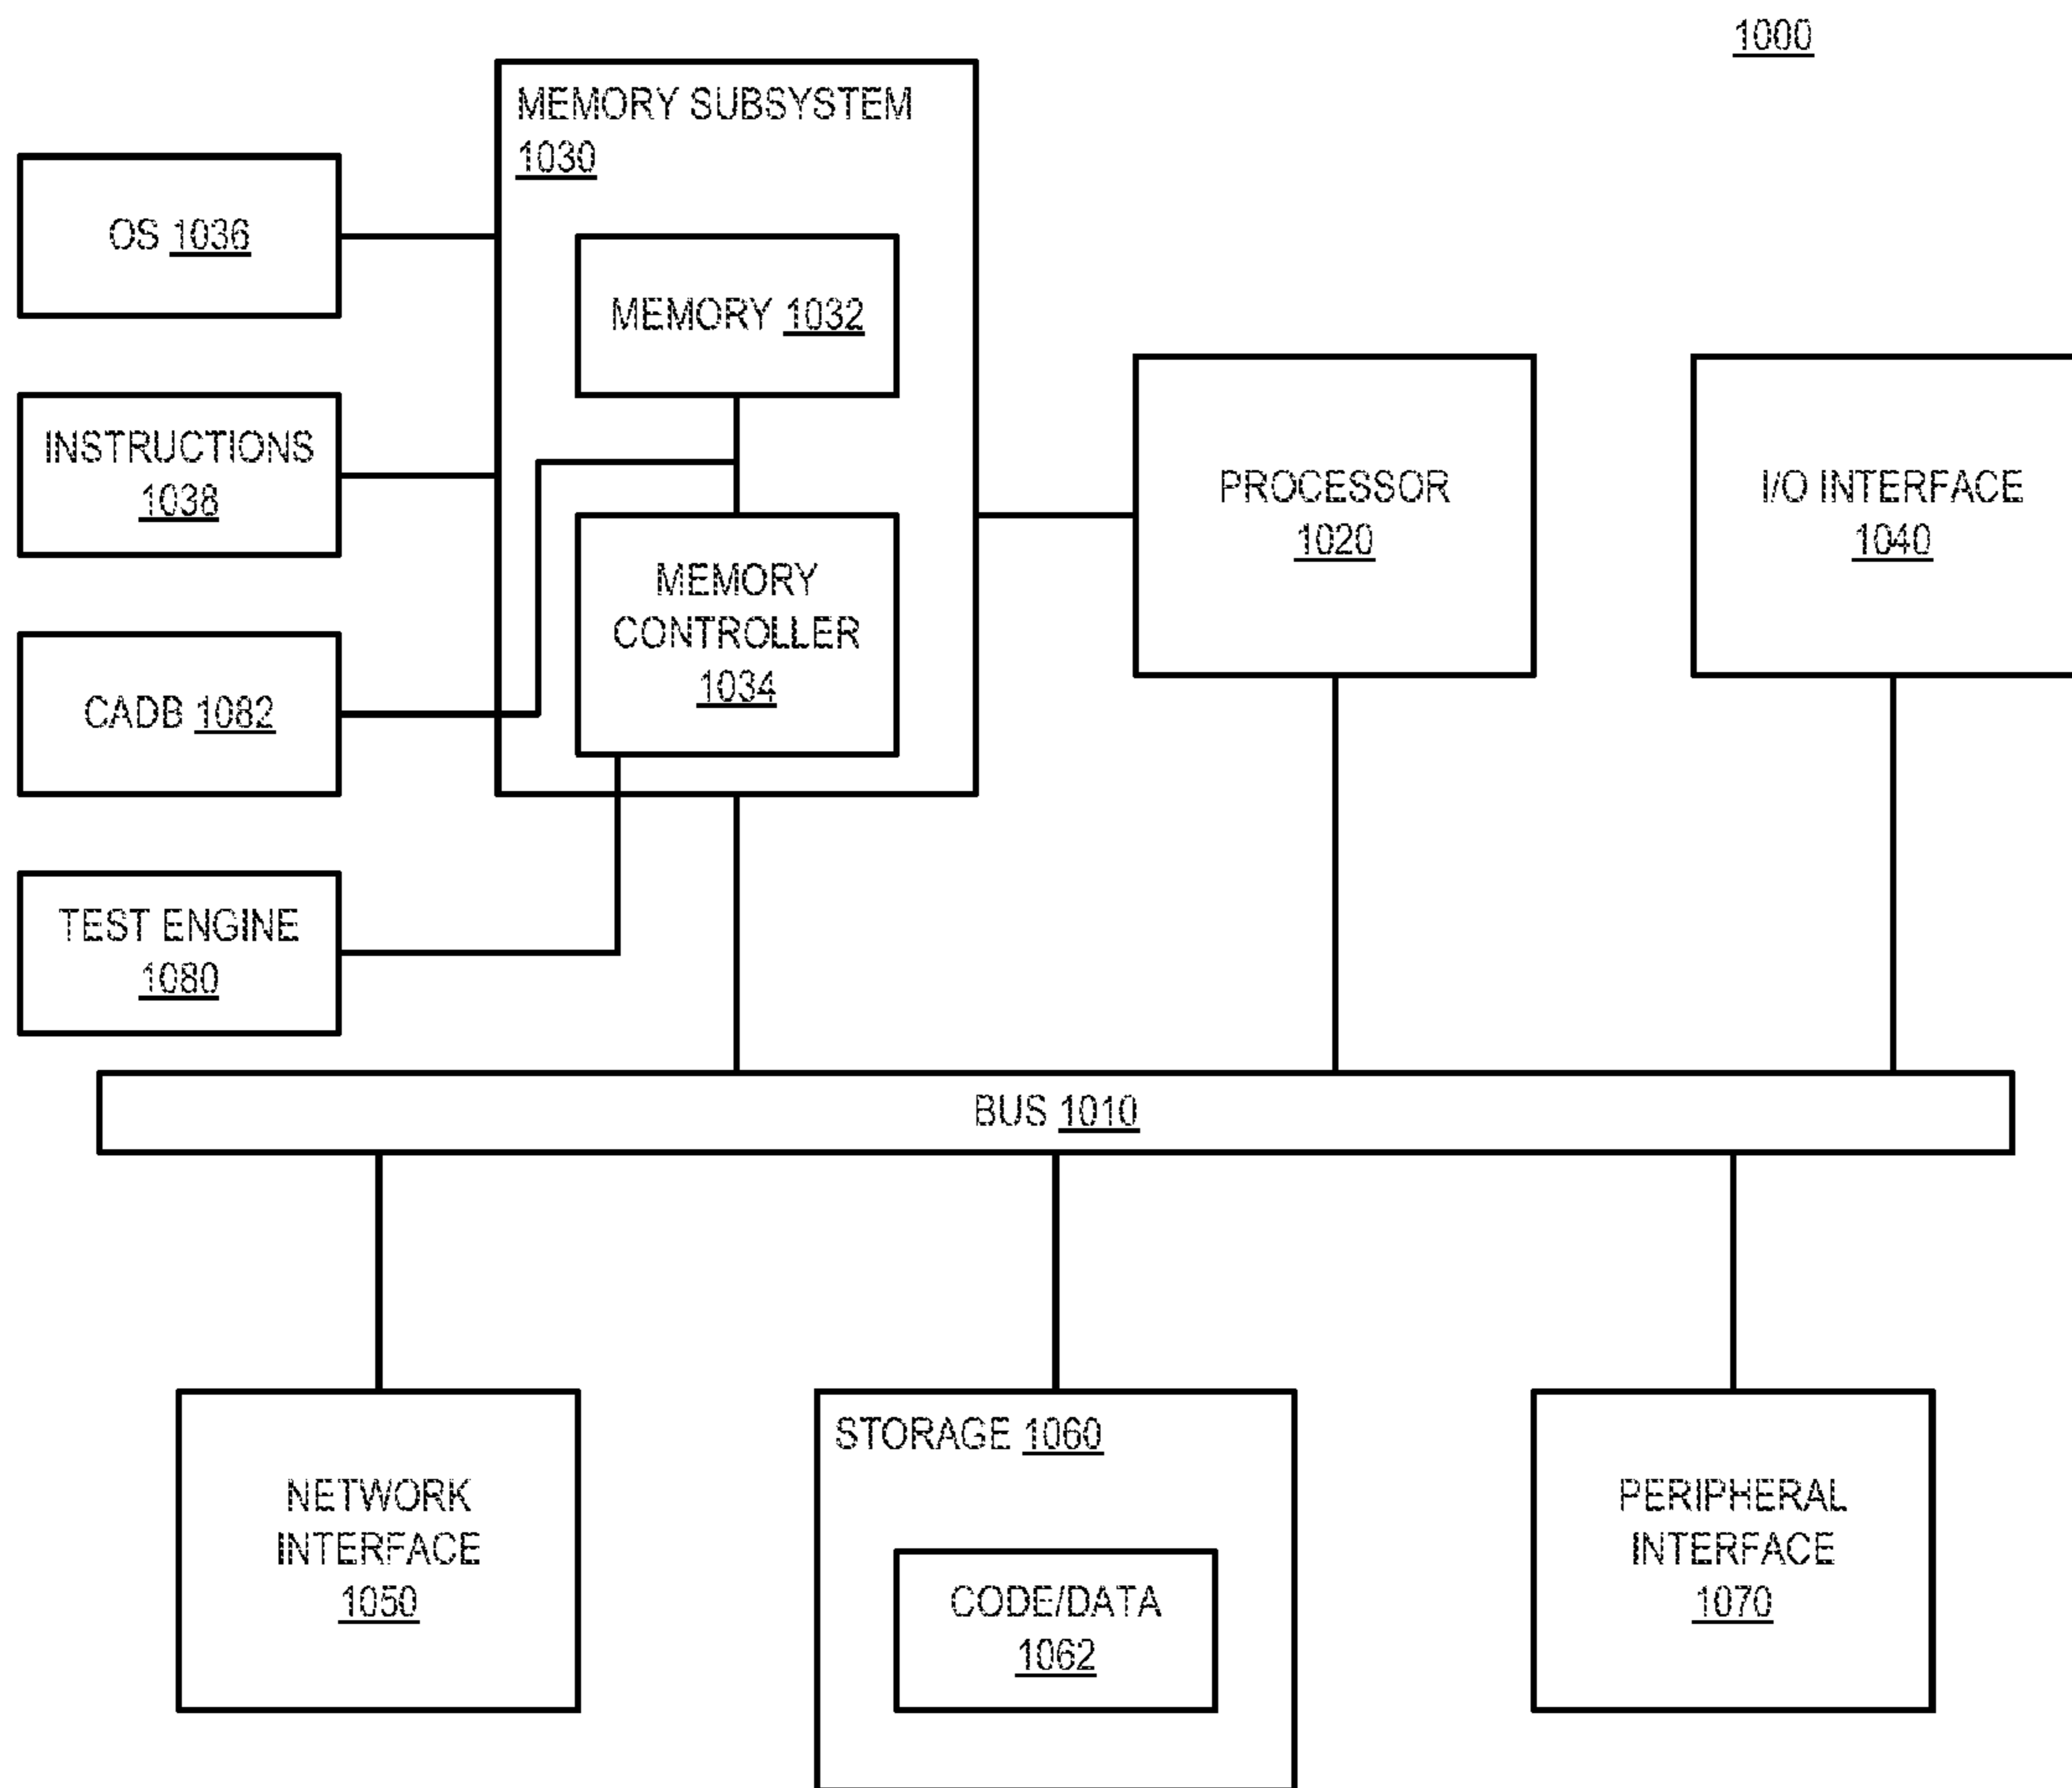 1000
MEMORY SUBSYSTEM
1030
OS 1036
MEMORY 1032
INSTRUCTIONS
1038
PROCESSOR
1020
I/O INTERFACE
1040
MEMORY
CONTROLLER
1034
CADB 1082
TEST ENGINE
1080
BUS 1010
STORAGE 1060
NETWORK
INTERFACE
1050
CODE/DATA
1062
PERIPHERAL
INTERFACE
1070